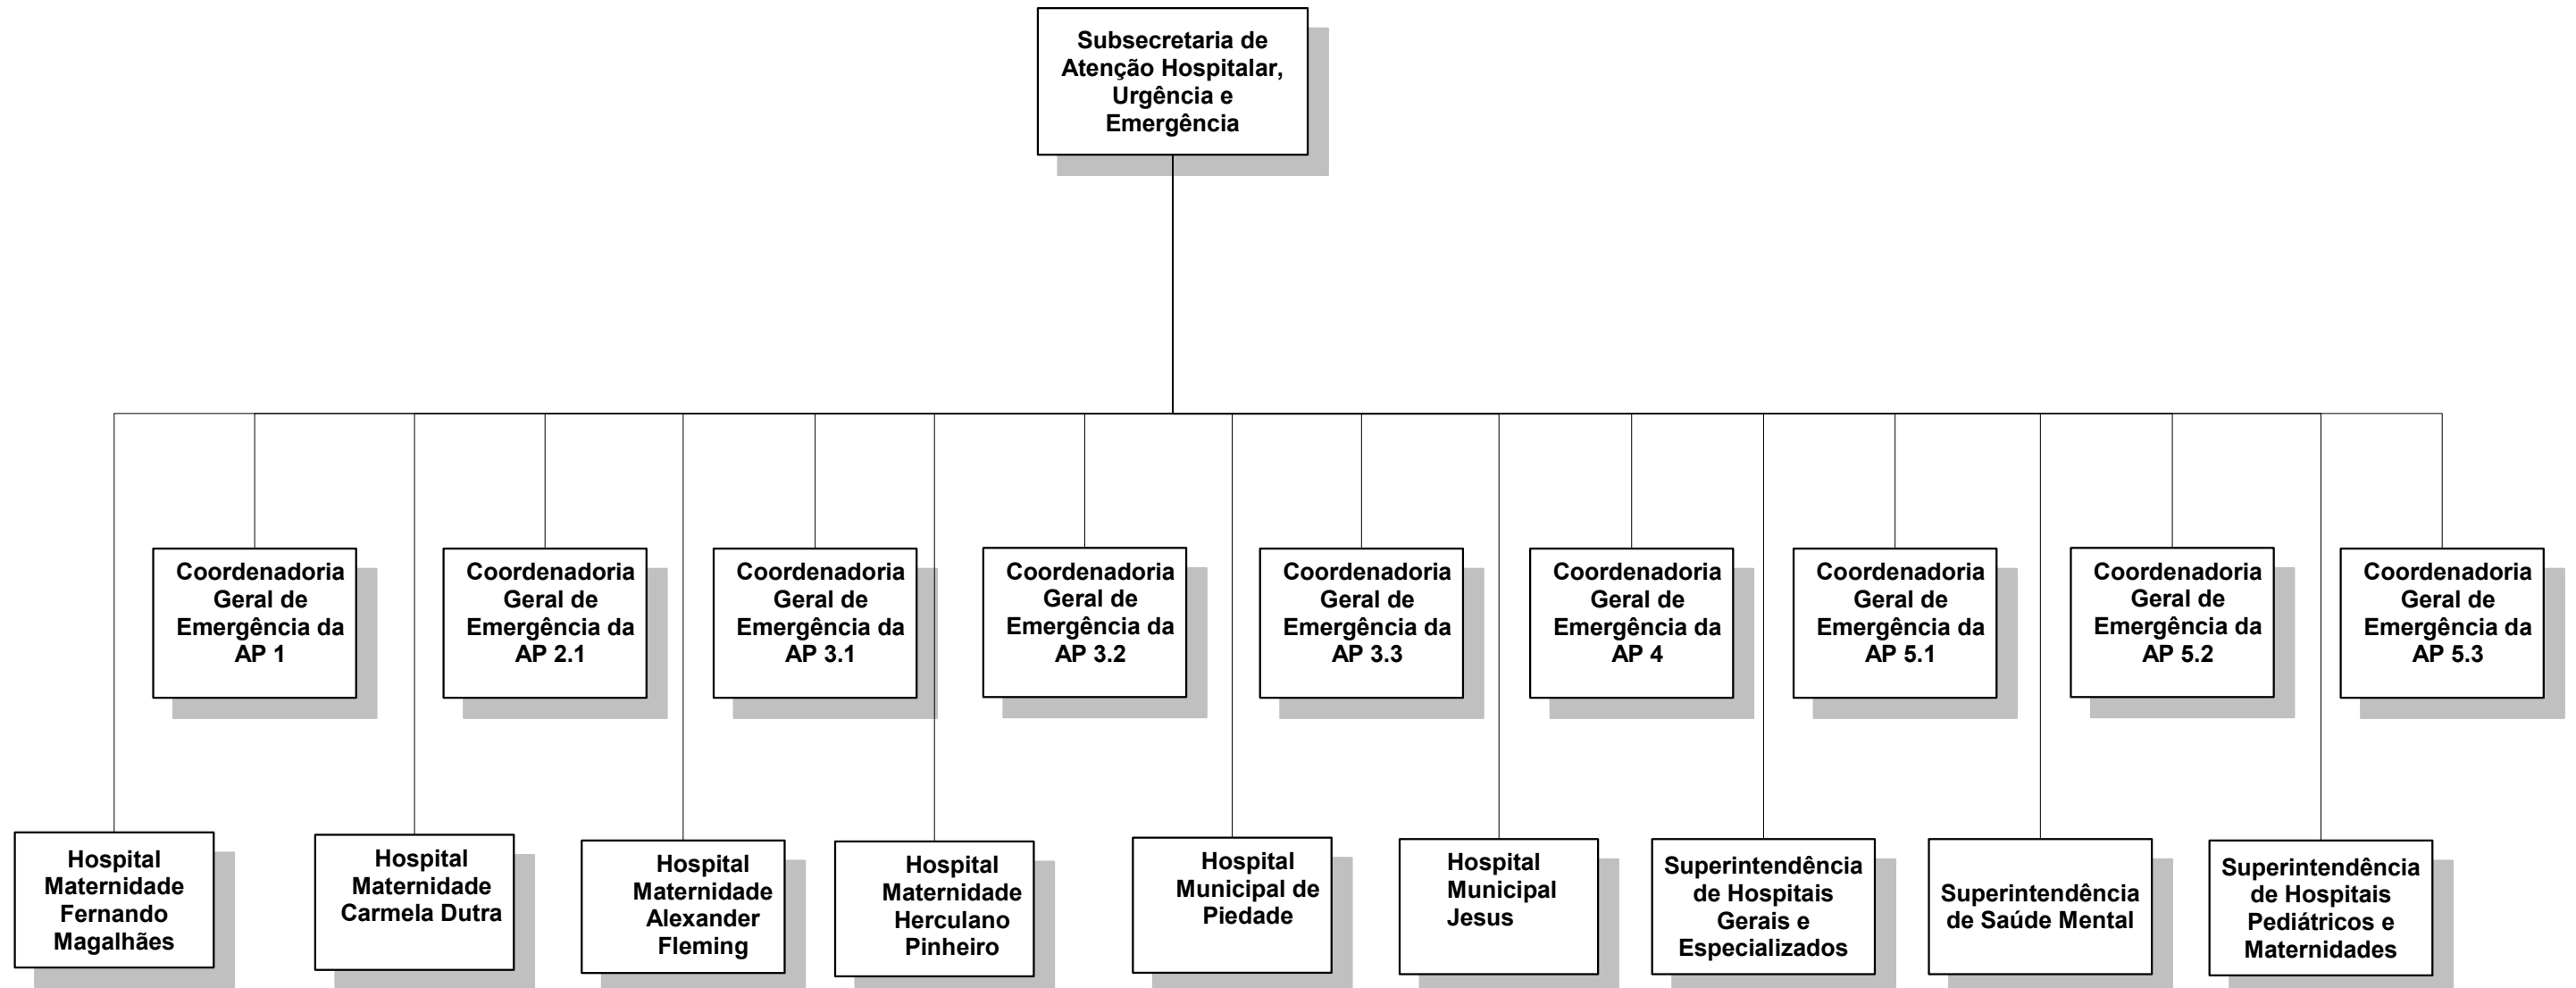 Subsecretaria de
Atenção Hospitalar,
Urgência e
Emergência
Coordenadoria
Geral de
Emergência da
AP 1
Coordenadoria
Geral de
Emergência da
AP 2.1
Coordenadoria
Geral de
Emergência da
AP 3.1
Coordenadoria
Geral de
Emergência da
AP 3.2
Coordenadoria
Geral de
Emergência da
AP 3.3
Coordenadoria
Geral de
Emergência da
AP 4
Coordenadoria
Geral de
Emergência da
AP 5.1
Coordenadoria
Geral de
Emergência da
AP 5.2
Coordenadoria
Geral de
Emergência da
AP 5.3
Hospital
Maternidade
Fernando
Magalhães
Hospital
Maternidade
Carmela Dutra
Hospital
Maternidade
Alexander
Fleming
Hospital
Maternidade
Herculano
Pinheiro
Hospital
Municipal de
Piedade
Hospital
Municipal
Jesus
Superintendência
de Hospitais
Gerais e
Especializados
Superintendência
de Saúde Mental
Superintendência
de Hospitais
Pediátricos e
Maternidades